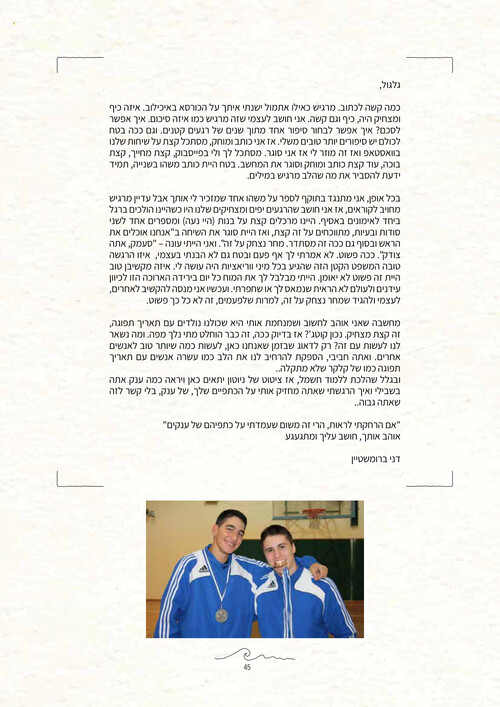 גלגול,
כמה קשה לכתוב. מרגיש כאילו אתמול ישנתי איתך על הכורסא באיכילוב. איזה כיף
ומצחיק היה, כיף וגם קשה. אני חושב לעצמי שזה מרגיש כמו איזה סיכום. איך אפשר
לסכם? איך אפשר לבחור סיפור אחד מתוך שנים של רגעים קטנים. וגם ככה בטח
לכולם יש סיפורים יותר טובים משלי. אז אני כותב ומוחק, מסתכל קצת על שיחות שלנו
בוואטסאפ ואז זה מוזר לי אז אני סוגר. מסתכל לך ולי בפייסבוק, קצת מחייך, קצת
בוכה, עוד קצת כותב ומוחק וסוגר את המחשב. בטח היית כותב משהו בשנייה, תמיד
ידעת להסביר את מה שהלב מרגיש במילים.
בכל אופן, אני מתנגד בתוקף לספר על משהו אחד שמזכיר לי אותך אבל עדיין מרגיש
מחויב לקוראים, אז אני חושב שהרגעים יפים ומצחיקים שלנו היו כשהיינו הולכים ברגל
ביחד לאימונים באסיף. היינו מרכלים קצת על בנות (היי נעה) ומספרים אחד לשני
סודות ובעיות, מתווכחים על זה קצת, ואז היית סוגר את השיחה ב"אנחנו אוכלים את
הראש ובסוף גם ככה זה מסתדר. מחר נצחק על זה". ואני הייתי עונה – "סעמק, אתה
צודק". ככה פשוט. לא אמרתי לך אף פעם ובטח גם לא הבנתי בעצמי, איזו הרגשה
טובה המשפט הקטן הזה שהגיע בכל מיני ווריאציות היה עושה לי. איזה מקשיבן טוב
היית זה פשוט לא יאומן. הייתי מבלבל לך את המוח כל יום בירידה הארוכה הזו לכיוון
עידנים ולעולם לא הראית שנמאס לך או שחפרתי. ועכשיו אני מנסה להקשיב לאחרים,
לעצמי ולהגיד שמחר נצחק על זה, למרות שלפעמים, זה לא כל כך פשוט.
מחשבה שאני אוהב לחשוב ושמנחמת אותי היא שכולנו נולדים עם תאריך תפוגה,
זה קצת מצחיק. נכון קוטג'? אז בדיוק ככה, זה כבר הוחלט מתי נלך מפה. ומה נשאר
לנו לעשות עם זה? רק לדאוג שבזמן שאנחנו כאן, לעשות כמה שיותר טוב לאנשים
אחרים. ואתה חביבי, הספקת להרחיב לנו את הלב כמו עשרה אנשים עם תאריך
תפוגה כמו של קלקר שלא מתקלה..
ובגלל שהלכת ללמוד חשמל, אז ציטוט של ניוטון יתאים כאן ויראה כמה ענק אתה
בשבילי ואיך הרגשתי שאתה מחזיק אותי על הכתפיים שלך, של ענק, בלי קשר לזה
שאתה גבוה..
"אם הרחקתי לראות, הרי זה משום שעמדתי על כתפיהם של ענקים"
אוהב אותך, חושב עליך ומתגעגע
דני ברומשטיין
45